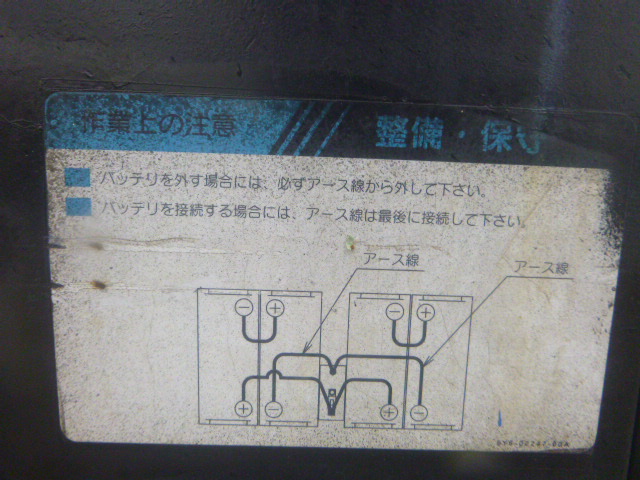 作業上の注意
整備・保守
バッテリを外す場合には、必ずアース線から外して下さい。
バッテリを接続する場合には、アース線は最後に接続して下さい。
アース線
アース線
− + − +
+ − + −